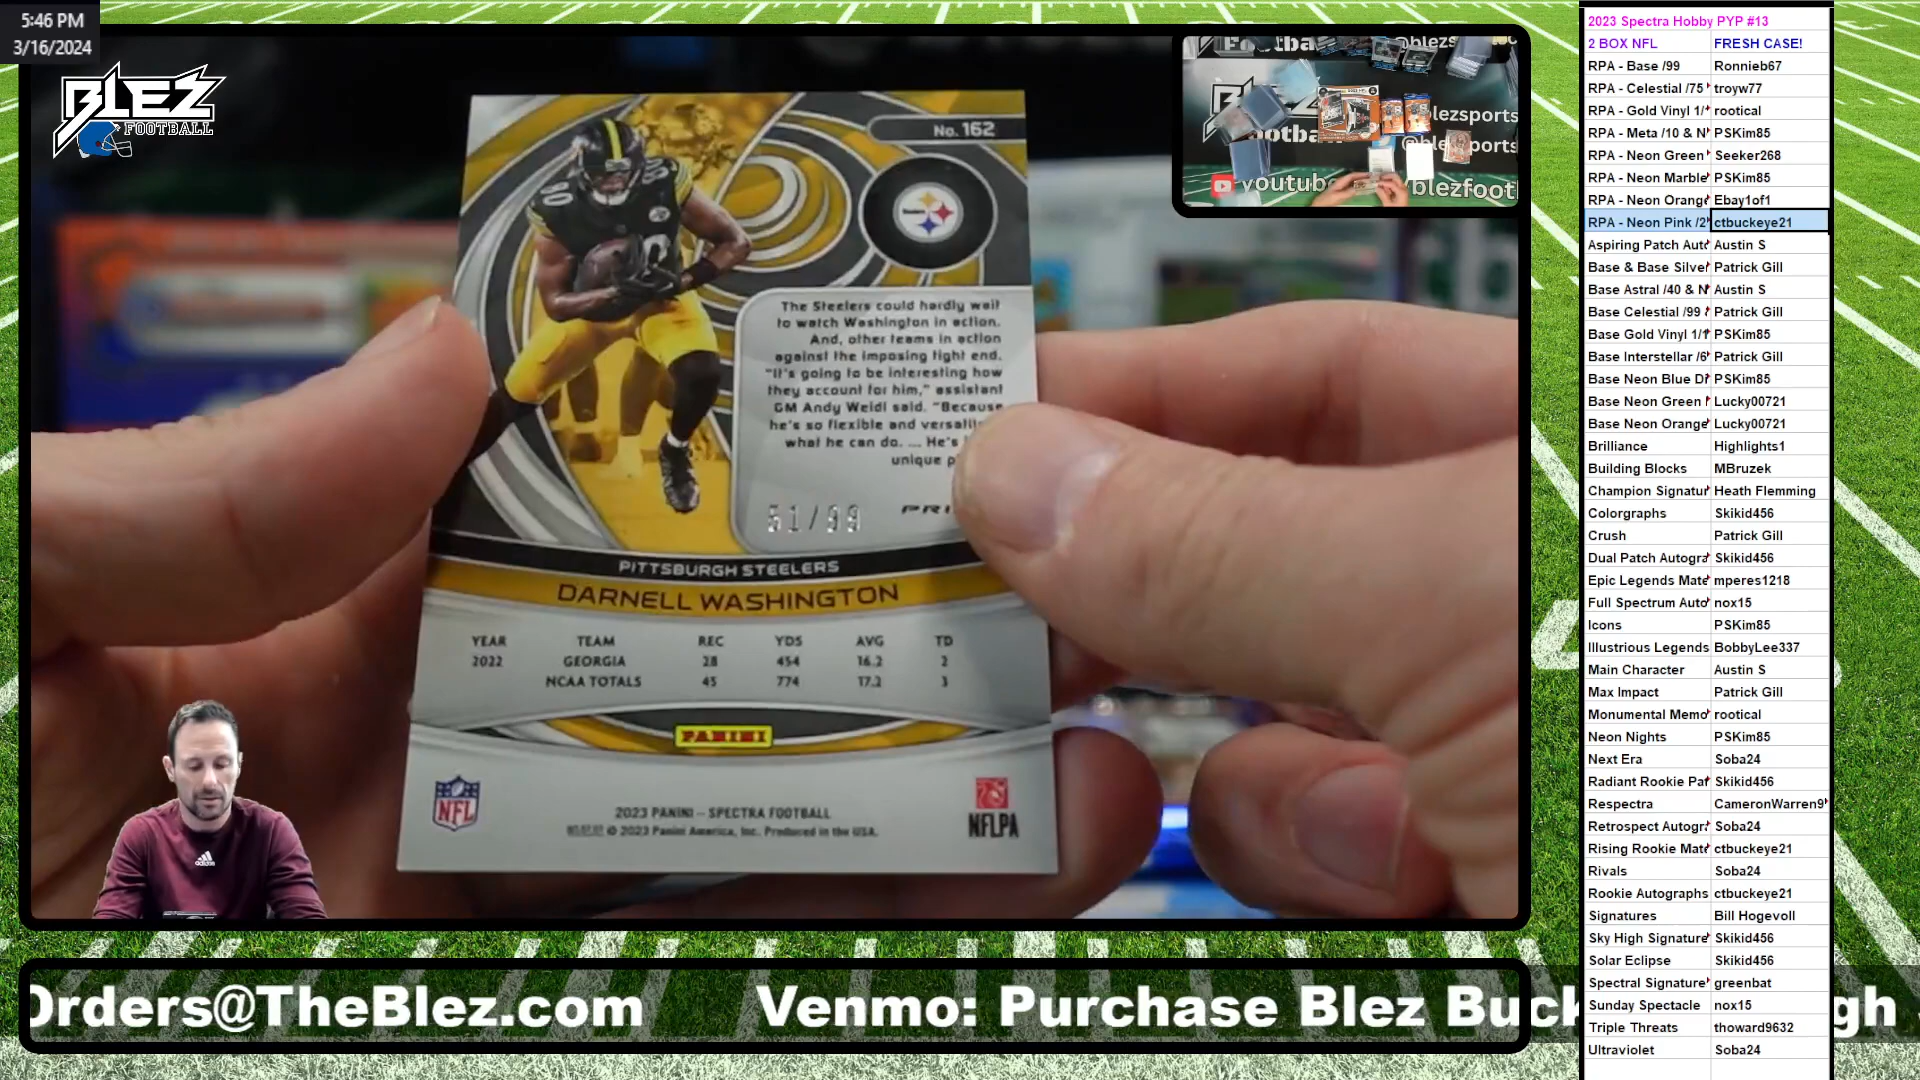 5:46 PM
3/16/2024
BLEZ
FOOTBALL
No. 162
The Steelers could hardly wait
to watch Washington in action.
And, other teams in action
against the imposing tight end.
"It's going to be interesting how
they account for him," assistant
GM Andy Weidl said. "Because
he's so flexible and versatil
what he can do. ... He's
unique p
51/99
PRI
PITTSBURGH STEELERS
DARNELL WASHINGTON
YEAR TEAM REC YDS AVG TD
2022 GEORGIA 28 454 16.2 2
NCAA TOTALS 45 774 17.2 3
PANINI
NFL
2023 PANINI – SPECTRA FOOTBALL
© 2023 Panini America, Inc. Produced in the USA.
NFLPA
adidas
blezsports
youtube
/blezfoot
Orders@TheBlez.com Venmo: Purchase Blez Buck
gh
2023 Spectra Hobby PYP #13
2 BOX NFL FRESH CASE!
RPA - Base /99 Ronnieb67
RPA - Celestial /75 troyw77
RPA - Gold Vinyl 1/ rootical
RPA - Meta /10 & N PSKim85
RPA - Neon Green Seeker268
RPA - Neon Marble PSKim85
RPA - Neon Orang Ebay1of1
RPA - Neon Pink /2 ctbuckeye21
Aspiring Patch Aut Austin S
Base & Base Silve Patrick Gill
Base Astral /40 & N Austin S
Base Celestial /99 Patrick Gill
Base Gold Vinyl 1/1 PSKim85
Base Interstellar /6 Patrick Gill
Base Neon Blue Di PSKim85
Base Neon Green Lucky00721
Base Neon Orange Lucky00721
Brilliance Highlights1
Building Blocks MBruzek
Champion Signatur Heath Flemming
Colorgraphs Skikid456
Crush Patrick Gill
Dual Patch Autogra Skikid456
Epic Legends Mate mperes1218
Full Spectrum Auto nox15
Icons PSKim85
Illustrious Legends BobbyLee337
Main Character Austin S
Max Impact Patrick Gill
Monumental Memo rootical
Neon Nights PSKim85
Next Era Soba24
Radiant Rookie Pat Skikid456
Respectra CameronWarren9
Retrospect Autogr Soba24
Rising Rookie Mat ctbuckeye21
Rivals Soba24
Rookie Autographs ctbuckeye21
Signatures Bill Hogevoll
Sky High Signature Skikid456
Solar Eclipse Skikid456
Spectral Signature greenbat
Sunday Spectacle nox15
Triple Threats thoward9632
Ultraviolet Soba24